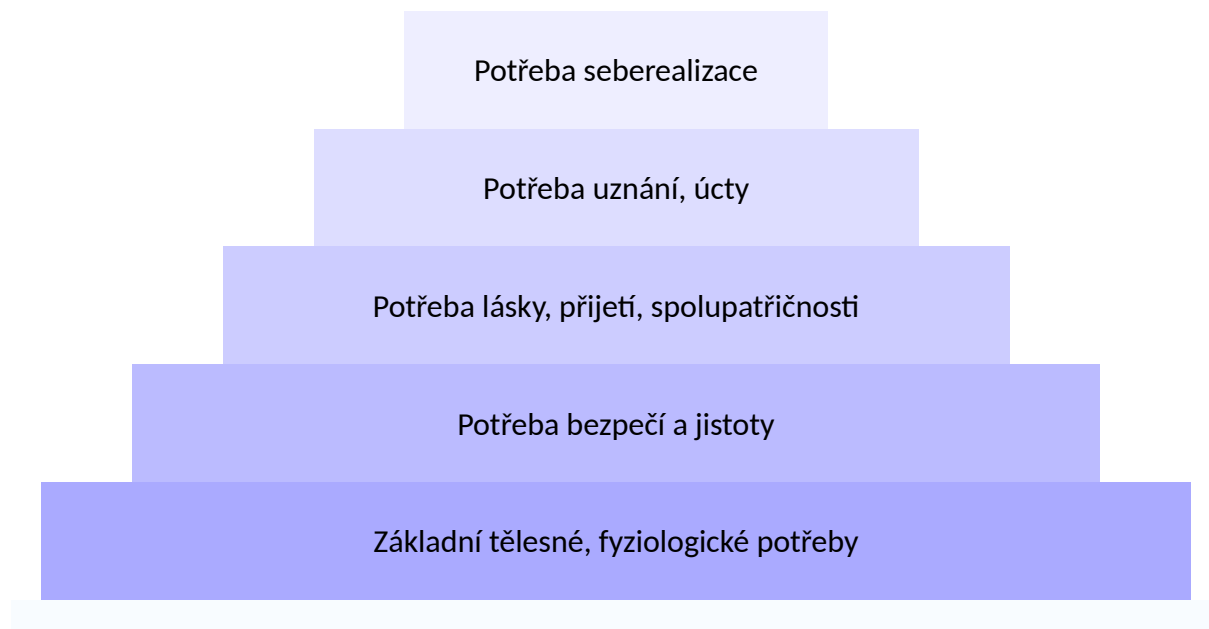 Potřeba seberealizace
Potřeba uznání, úcty
Potřeba lásky, přijetí, spolupatřičnosti
Potřeba bezpečí a jistoty
Základní tělesné, fyziologické potřeby